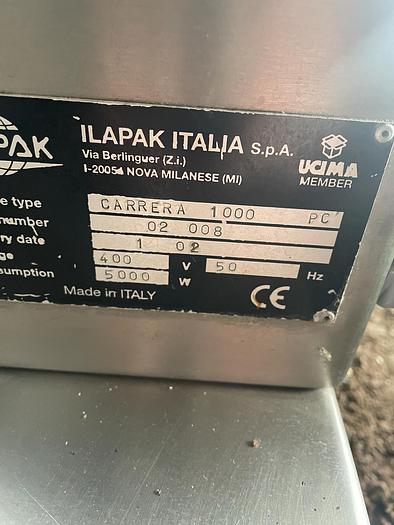 PAK
ILAPAK ITALIA S.p.A.
Via Berlinguer (Z.i.)
I-20054 NOVA MILANESE (MI)
UCIMA
MEMBER
e type CARRERA 1000 PC
number 02 008
ry date 1 02
ge 400 V 50 Hz
sumption 5000 W
Made in ITALY CE